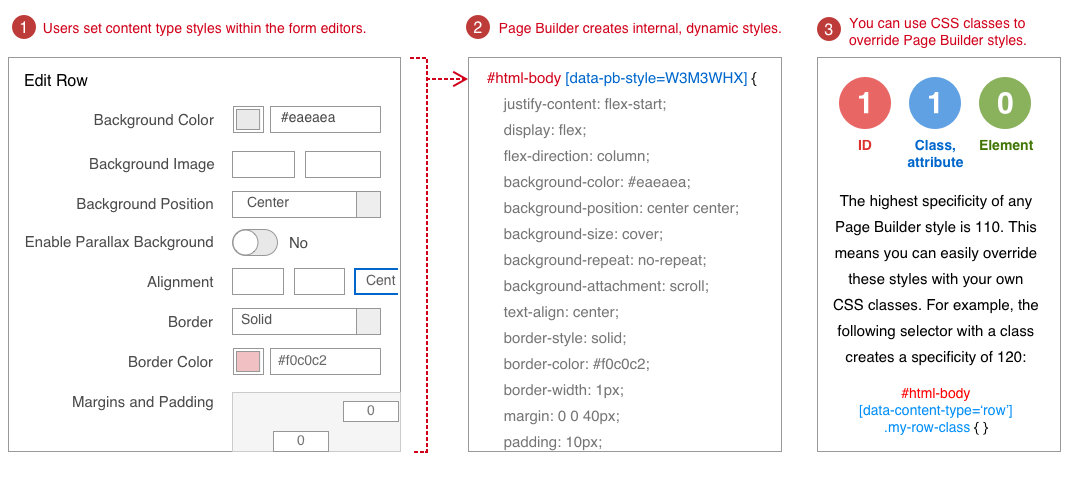 1 Users set content type styles within the form editors.
Edit Row
Background Color #eaeaea
Background Image
Background Position Center
Enable Parallax Background No
Alignment Cent
Border Solid
Border Color #f0c0c2
Margins and Padding 0
0
2 Page Builder creates internal, dynamic styles.
#html-body [data-pb-style=W3M3WHX] {
justify-content: flex-start;
display: flex;
flex-direction: column;
background-color: #eaeaea;
background-position: center center;
background-size: cover;
background-repeat: no-repeat;
background-attachment: scroll;
text-align: center;
border-style: solid;
border-color: #f0c0c2;
border-width: 1px;
margin: 0 0 40px;
padding: 10px;
3 You can use CSS classes to
override Page Builder styles.
1 1 0
ID Class, Element
attribute
The highest specificity of any
Page Builder style is 110. This
means you can easily override
these styles with your own
CSS classes. For example, the
following selector with a class
creates a specificity of 120:
#html-body
[data-content-type=‘row’]
.my-row-class { }